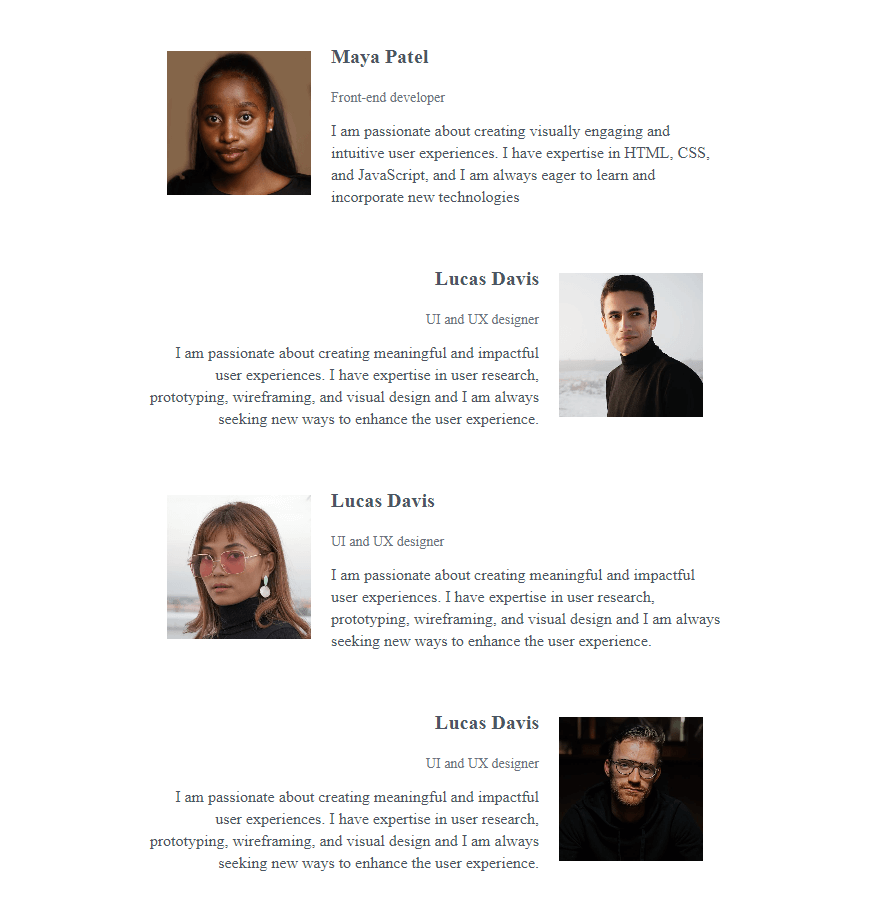 Maya Patel
Front-end developer
I am passionate about creating visually engaging and
intuitive user experiences. I have expertise in HTML, CSS,
and JavaScript, and I am always eager to learn and
incorporate new technologies
Lucas Davis
UI and UX designer
I am passionate about creating meaningful and impactful
user experiences. I have expertise in user research,
prototyping, wireframing, and visual design and I am always
seeking new ways to enhance the user experience.
Lucas Davis
UI and UX designer
I am passionate about creating meaningful and impactful
user experiences. I have expertise in user research,
prototyping, wireframing, and visual design and I am always
seeking new ways to enhance the user experience.
Lucas Davis
UI and UX designer
I am passionate about creating meaningful and impactful
user experiences. I have expertise in user research,
prototyping, wireframing, and visual design and I am always
seeking new ways to enhance the user experience.